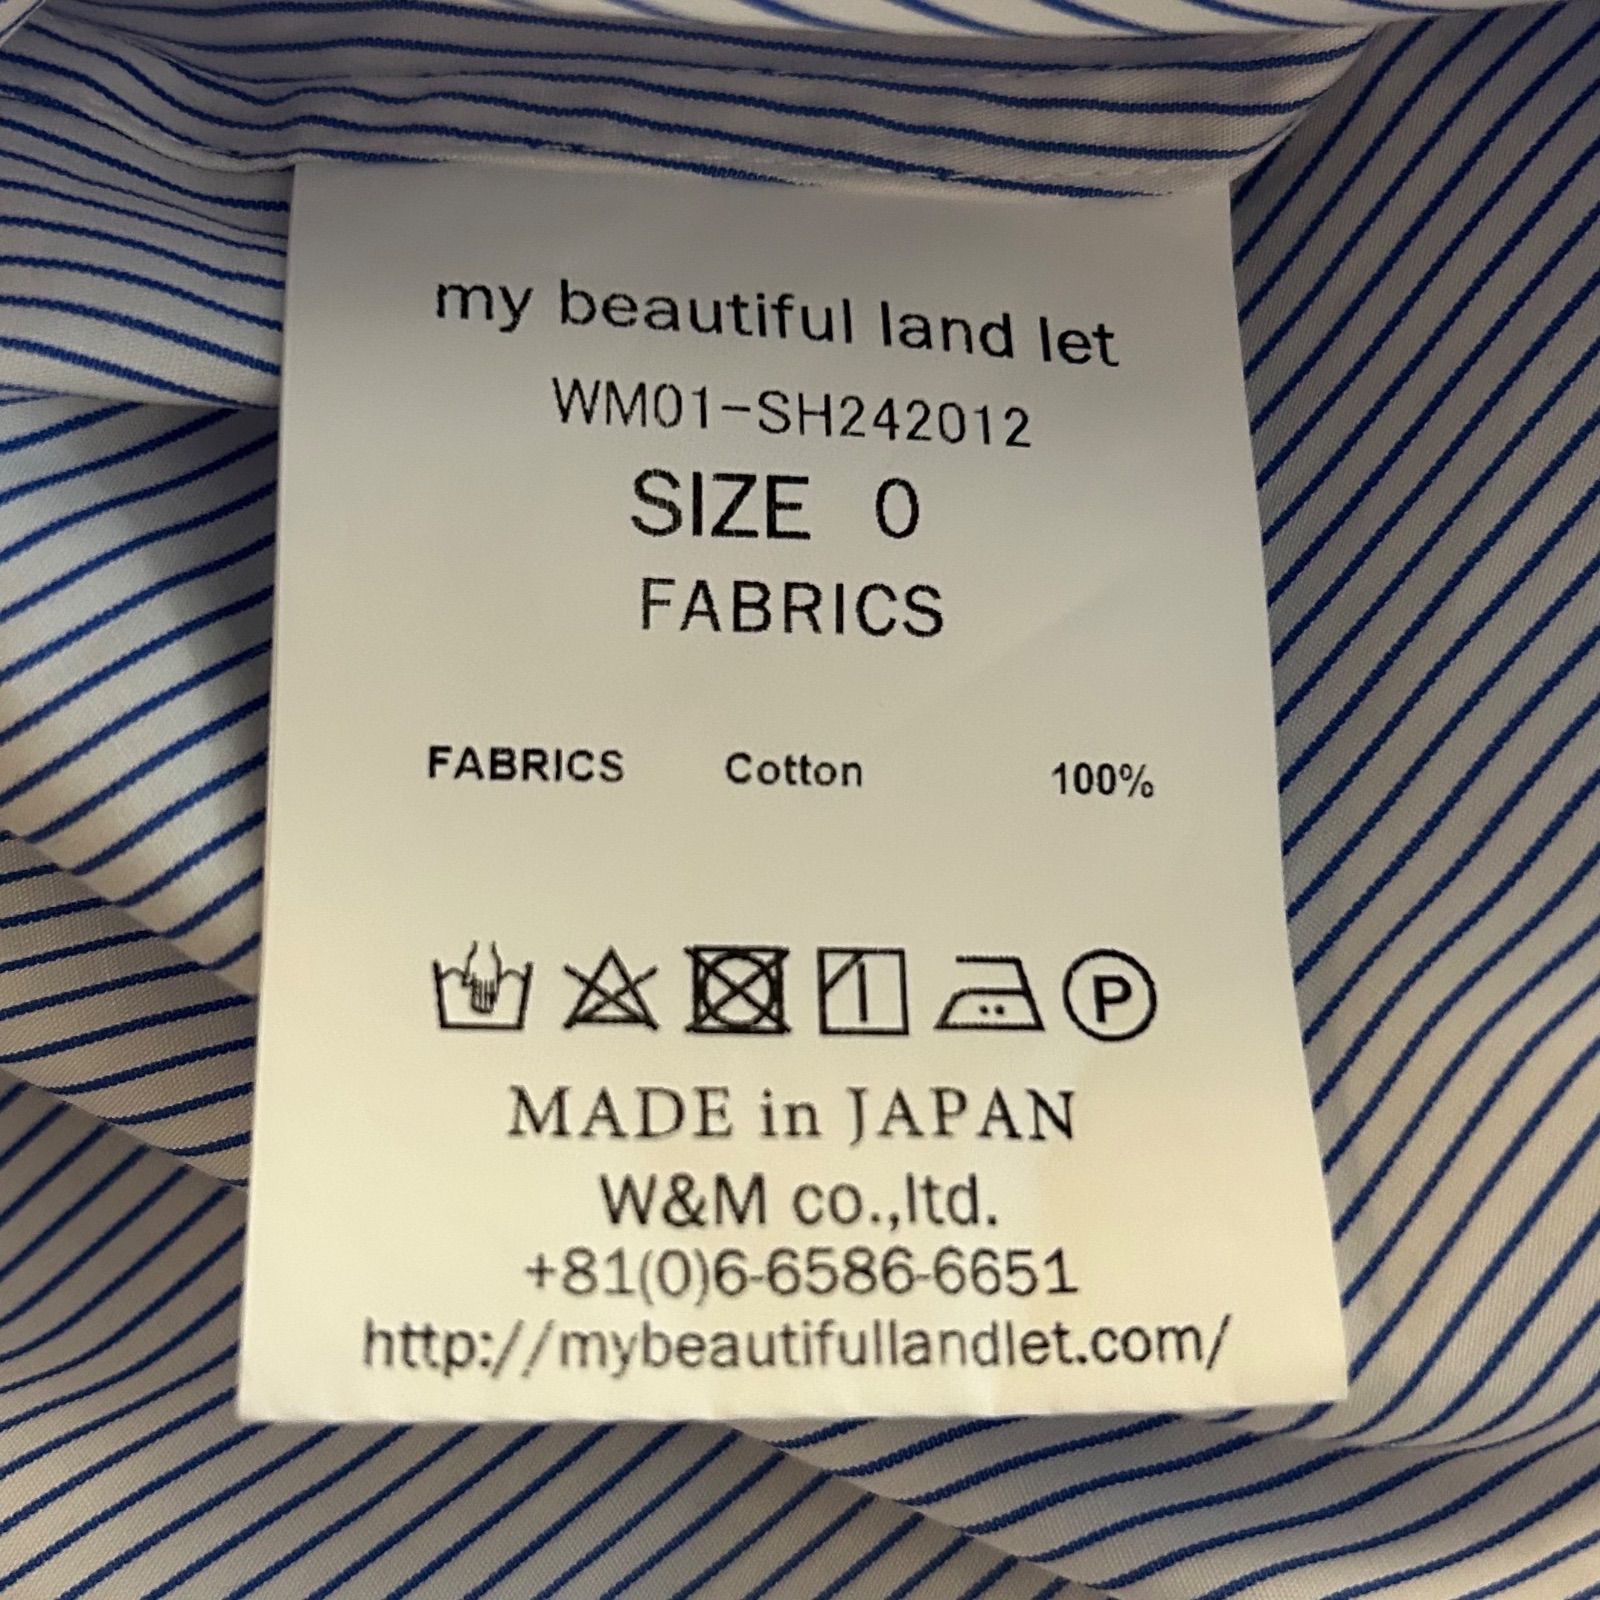 my beautiful land let
WM01-SH242012
SIZE 0
FABRICS
FABRICS Cotton 100%
P
MADE in JAPAN
W&M co.,ltd.
+81(0)6-6586-6651
http://mybeautifullandlet.com/